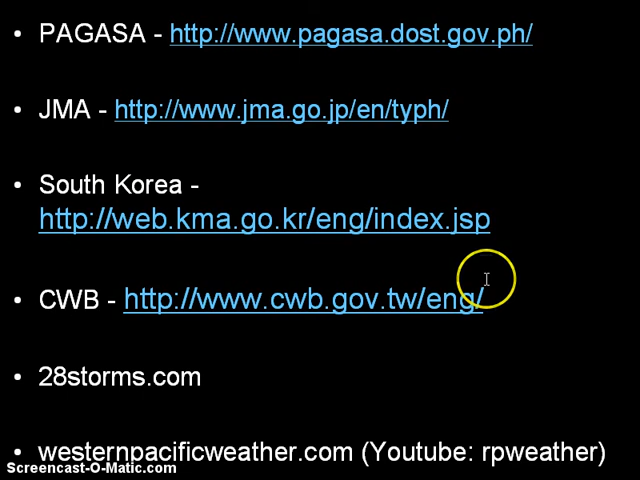 • PAGASA - http://www.pagasa.dost.gov.ph/
• JMA - http://www.jma.go.jp/en/typh/
• South Korea -
http://web.kma.go.kr/eng/index.jsp
• CWB - http://www.cwb.gov.tw/eng/
• 28storms.com
• westernpacificweather.com (Youtube: rpweather)
Screencast-O-Matic.com